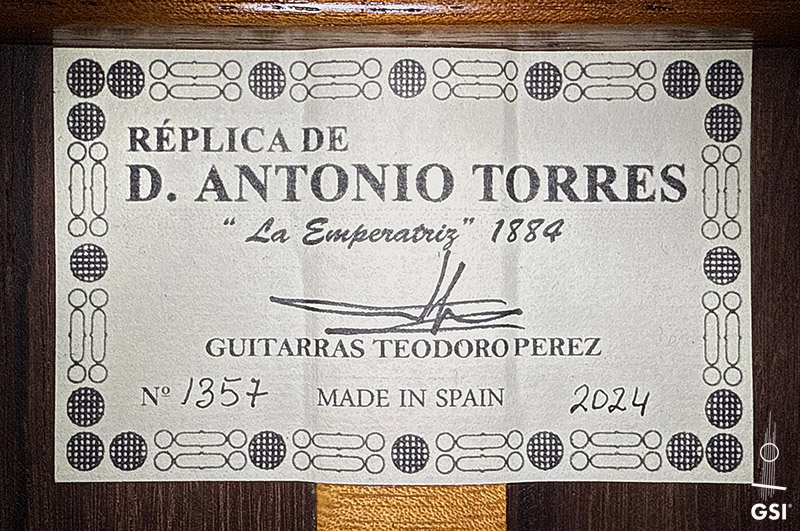 RÉPLICA DE
D. ANTONIO TORRES
“La Emperatriz” 1884
GUITARRAS TEODORO PEREZ
Nº 1357 MADE IN SPAIN 2024
GSI